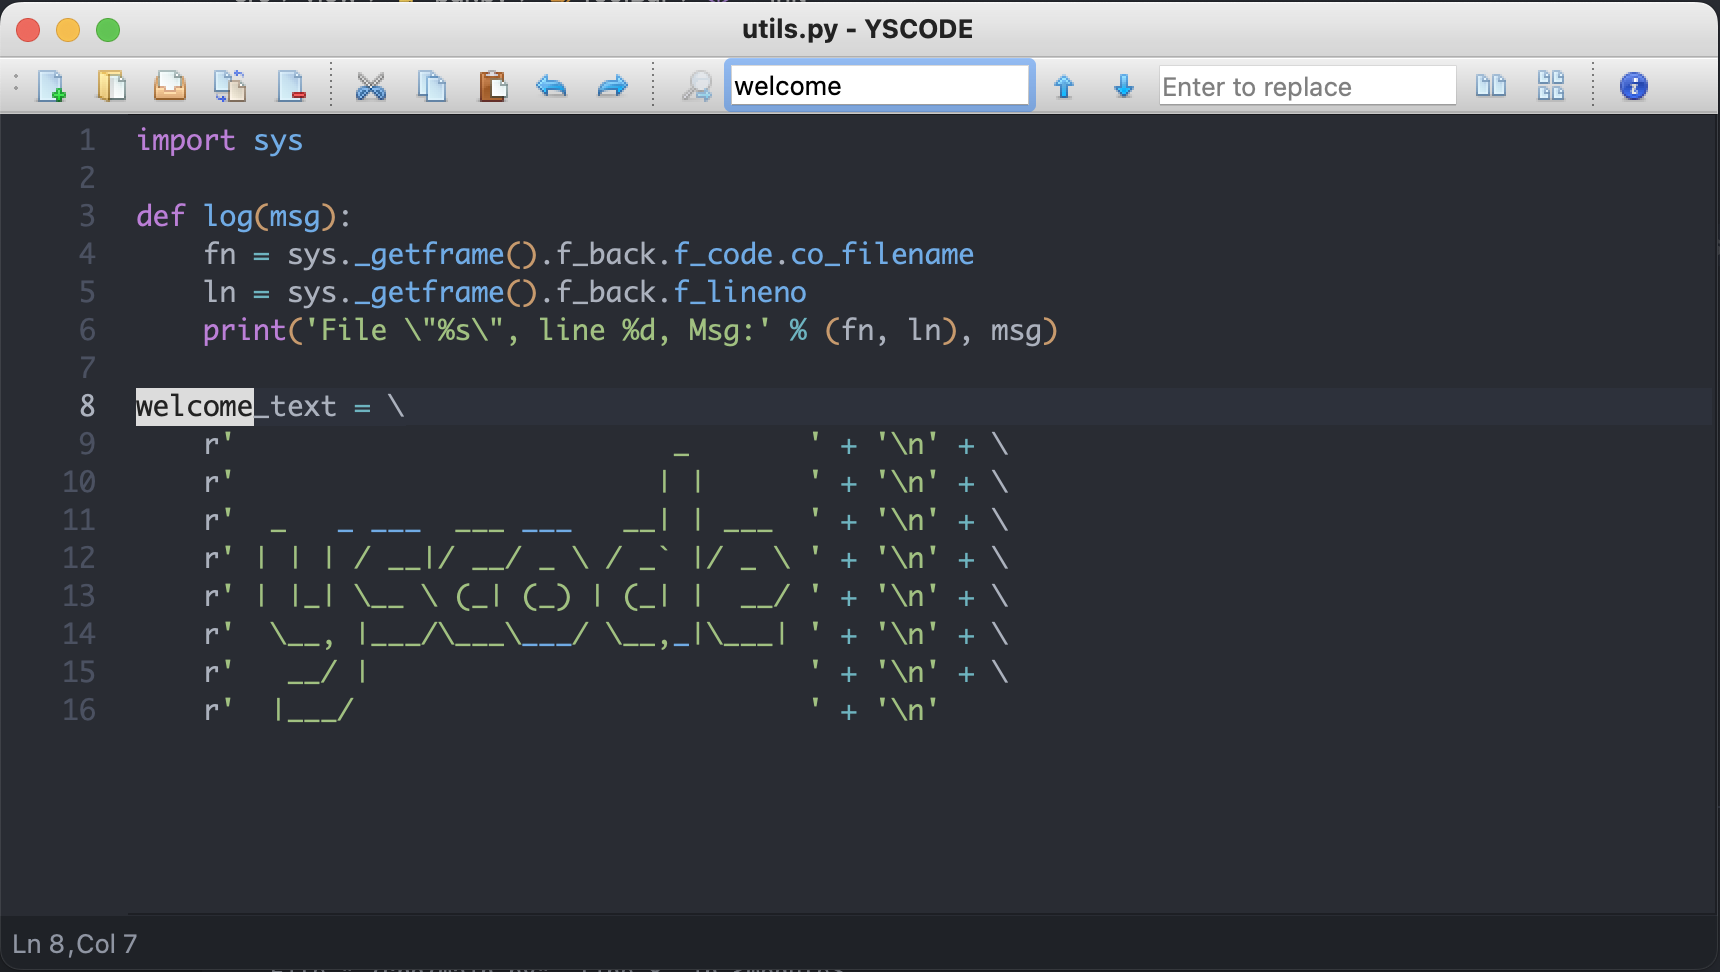 utils.py - YSCODE
welcome
Enter to replace
1 import sys
2
3 def log(msg):
4     fn = sys._getframe().f_back.f_code.co_filename
5     ln = sys._getframe().f_back.f_lineno
6     print('File \"%s\", line %d, Msg:' % (fn, ln), msg)
7
8 welcome_text = \
9     r'                          _       ' + '\n' + \
10     r'                         | |      ' + '\n' + \
11     r'  _   _ ___  ___ ___   __| | ___  ' + '\n' + \
12     r' | | | / __|/ __/ _ \ / _` |/ _ \ ' + '\n' + \
13     r' | |_| \__ \ (_| (_) | (_| |  __/ ' + '\n' + \
14     r'  \__, |___/\___\___/ \__,_|\___| ' + '\n' + \
15     r'   __/ |                          ' + '\n' + \
16     r'  |___/                           ' + '\n'
Ln 8,Col 7